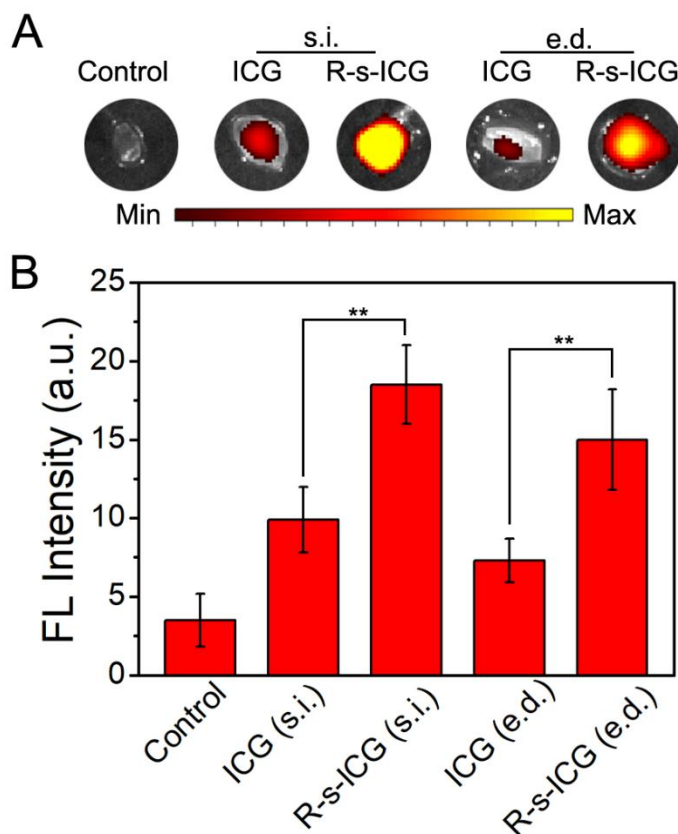 A
s.i.
e.d.
Control
ICG
R-s-ICG
ICG
R-s-ICG
Min
Max
B
FL Intensity (a.u.)
25
20
15
10
5
0
**
**
Control
ICG (s.i.)
R-s-ICG (s.i.)
ICG (e.d.)
R-s-ICG (e.d.)